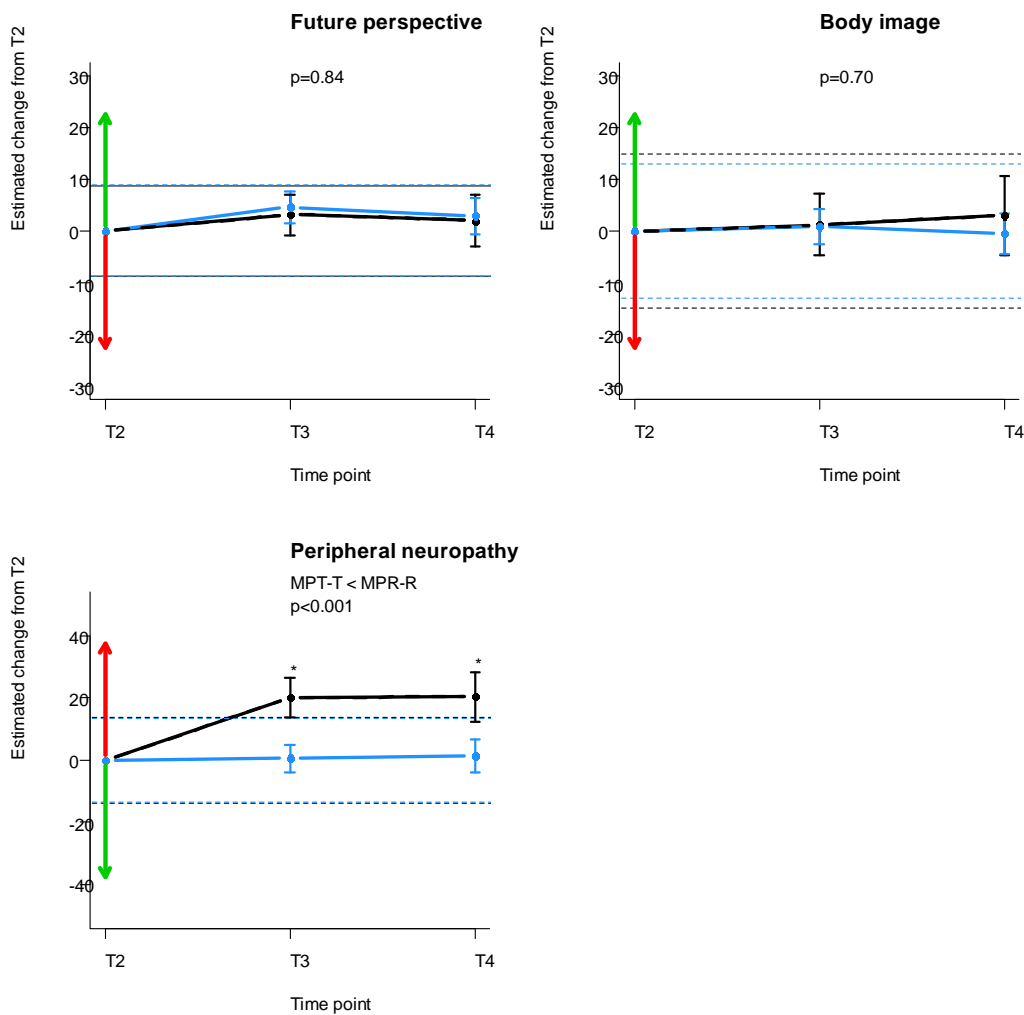 Future perspective
p=0.84
Estimated change from T2
30
20
10
0
-10
-20
-30
T2
T3
T4
Time point
Body image
p=0.70
Estimated change from T2
30
20
10
0
-10
-20
-30
T2
T3
T4
Time point
Peripheral neuropathy
MPT-T < MPR-R
p<0.001
Estimated change from T2
40
20
0
-20
-40
*
*
T2
T3
T4
Time point